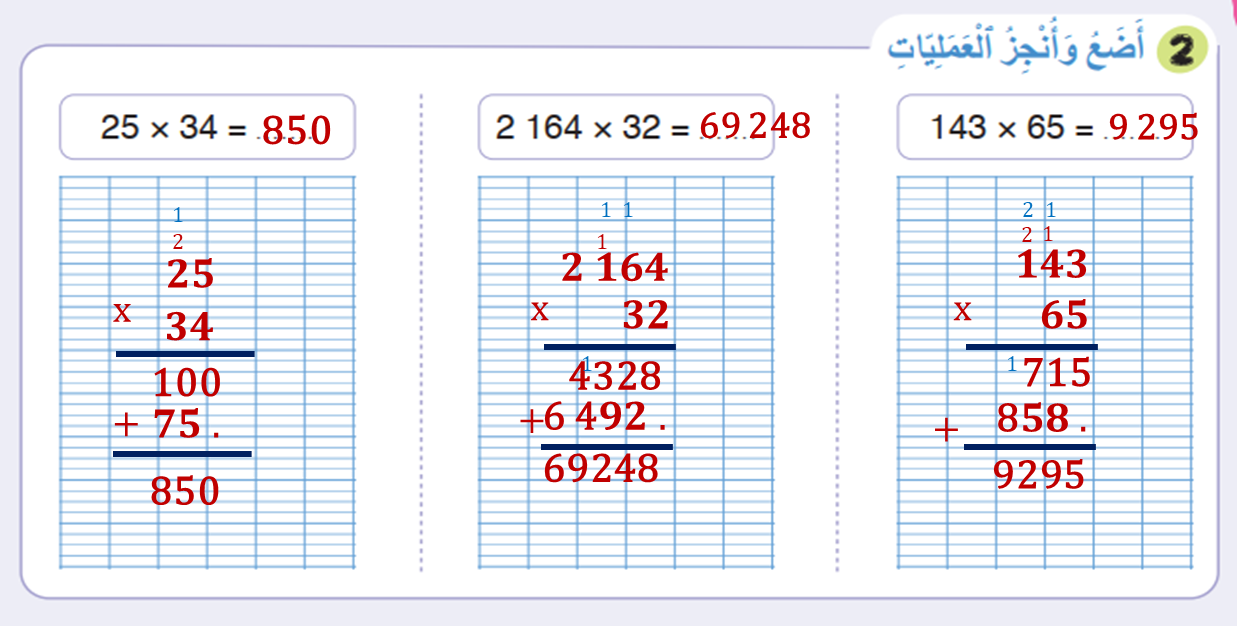 2 أَضَعُ وَأُنْجِزُ ٱلْعَمَلِيَّاتِ
25 × 34 = 850
1
2
25
x 34
100
+ 75 .
850
2 164 × 32 = 69 248
1 1
1
2 164
x 32
1
4328
+6 492 .
69248
143 × 65 = 9 295
2 1
2 1
143
x 65
1 715
+ 858 .
9295